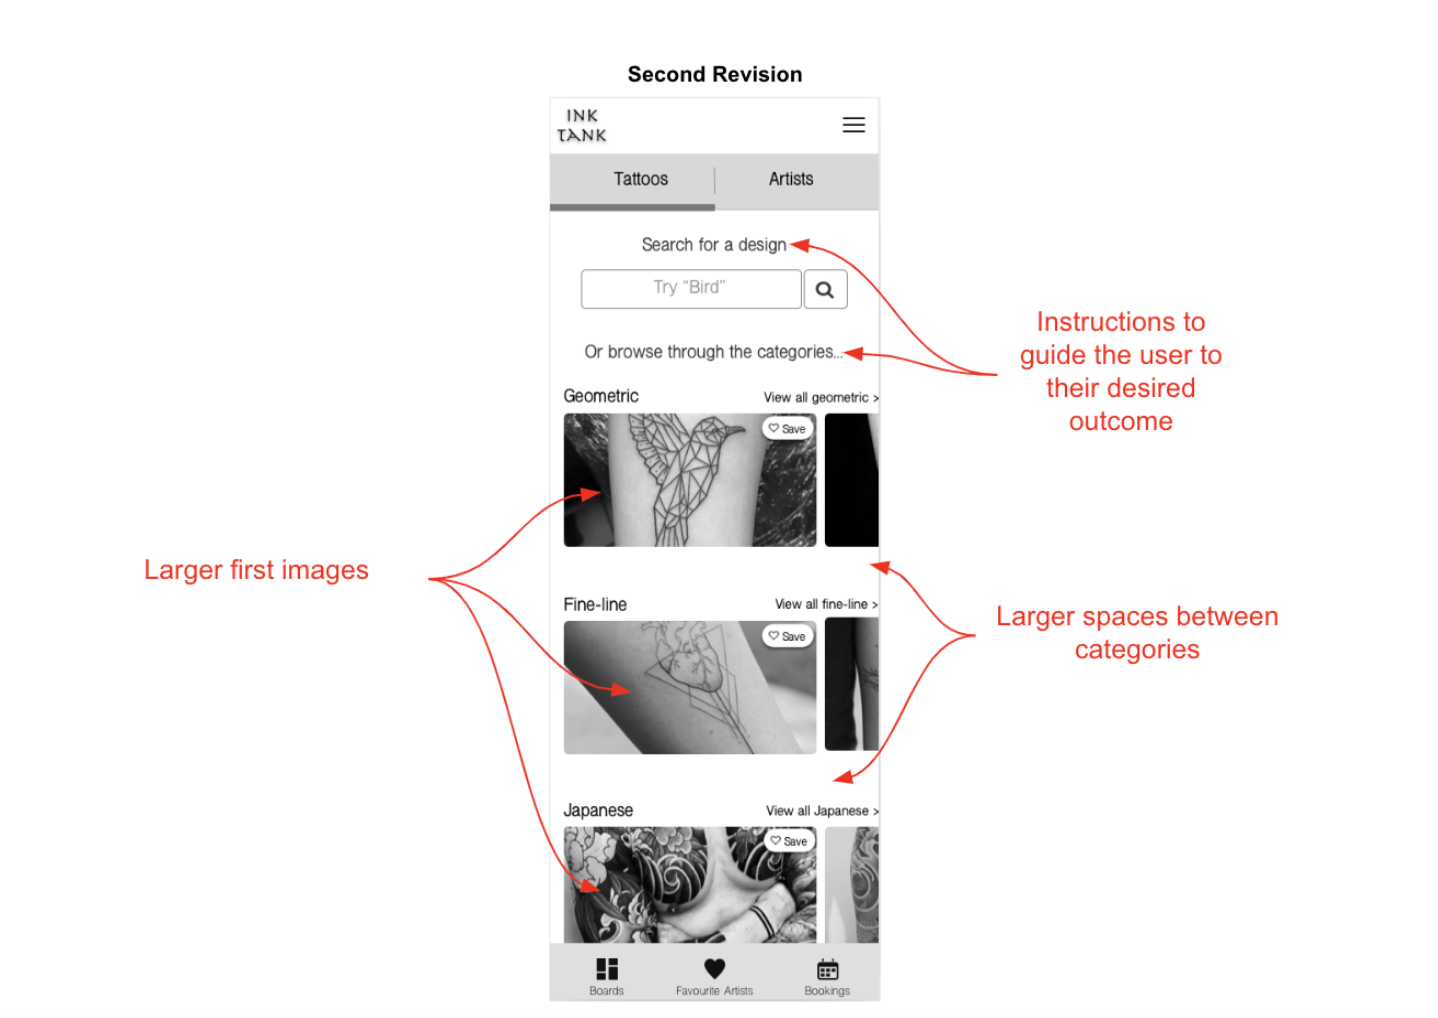 Second Revision
INK
TANK
Tattoos
Artists
Search for a design
Try “Bird”
Or browse through the categories...
Instructions to
guide the user to
their desired
outcome
Geometric
View all geometric >
Save
Larger first images
Fine-line
View all fine-line >
Save
Larger spaces between
categories
Japanese
View all Japanese >
Save
Boards
Favourite Artists
Bookings